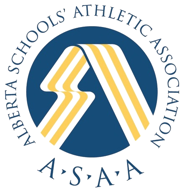 ALBERTA SCHOOLS' ATHLETIC ASSOCIATION
A·S·A·A